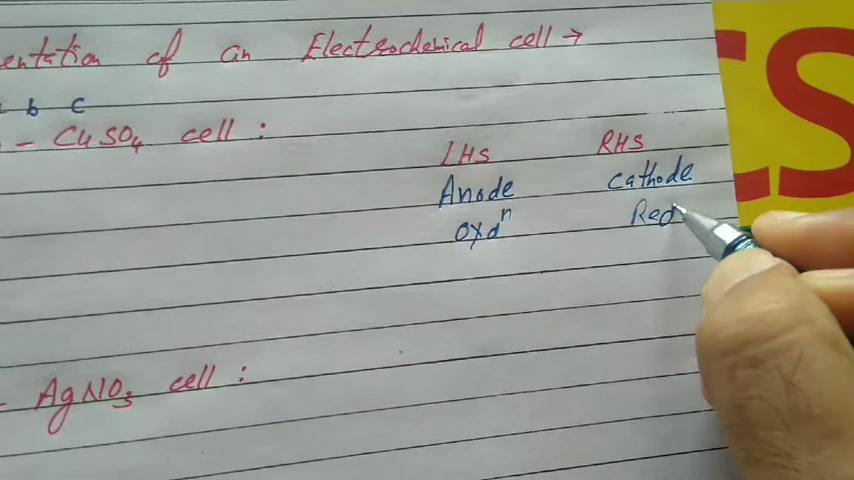 entation of an Electrochemical cell →
b c
- CuSO₄ cell :
LHS RHS
Anode Cathode
Oxdⁿ Red
- AgNO₃ cell :